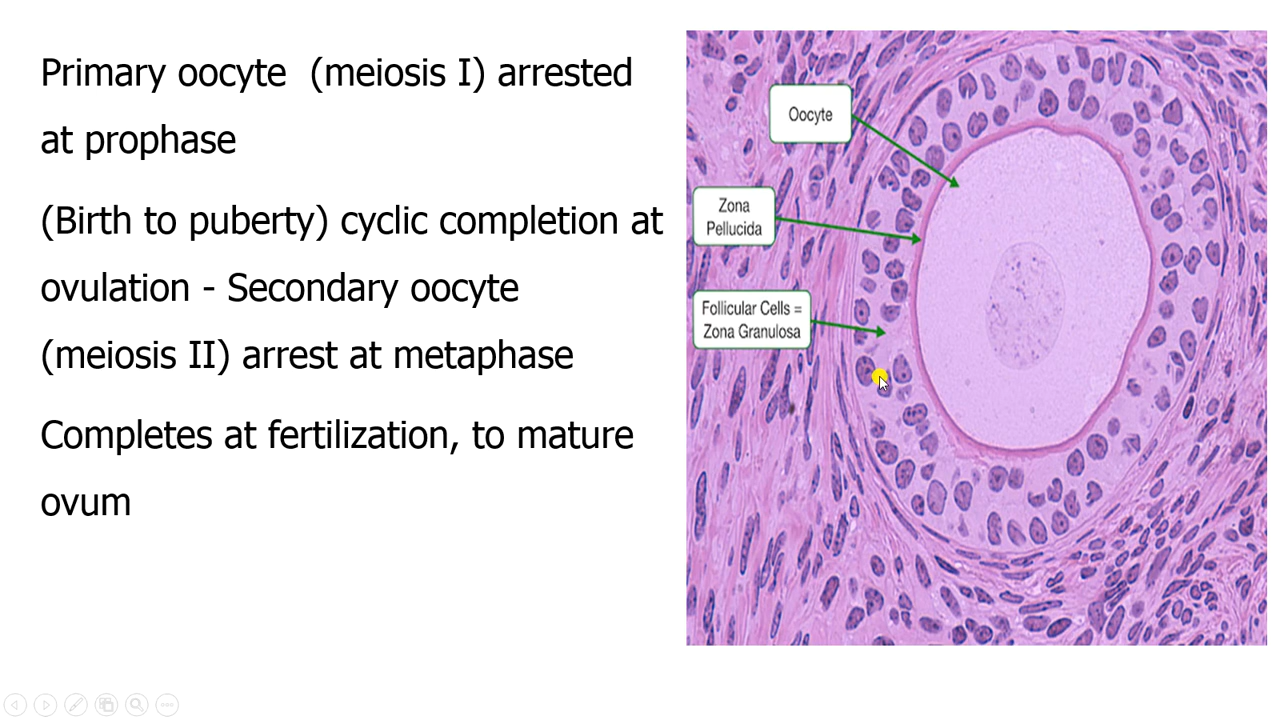 Primary oocyte (meiosis I) arrested
at prophase
(Birth to puberty) cyclic completion at
ovulation - Secondary oocyte
(meiosis II) arrest at metaphase
Completes at fertilization, to mature
ovum
Oocyte
Zona
Pellucida
Follicular Cells =
Zona Granulosa